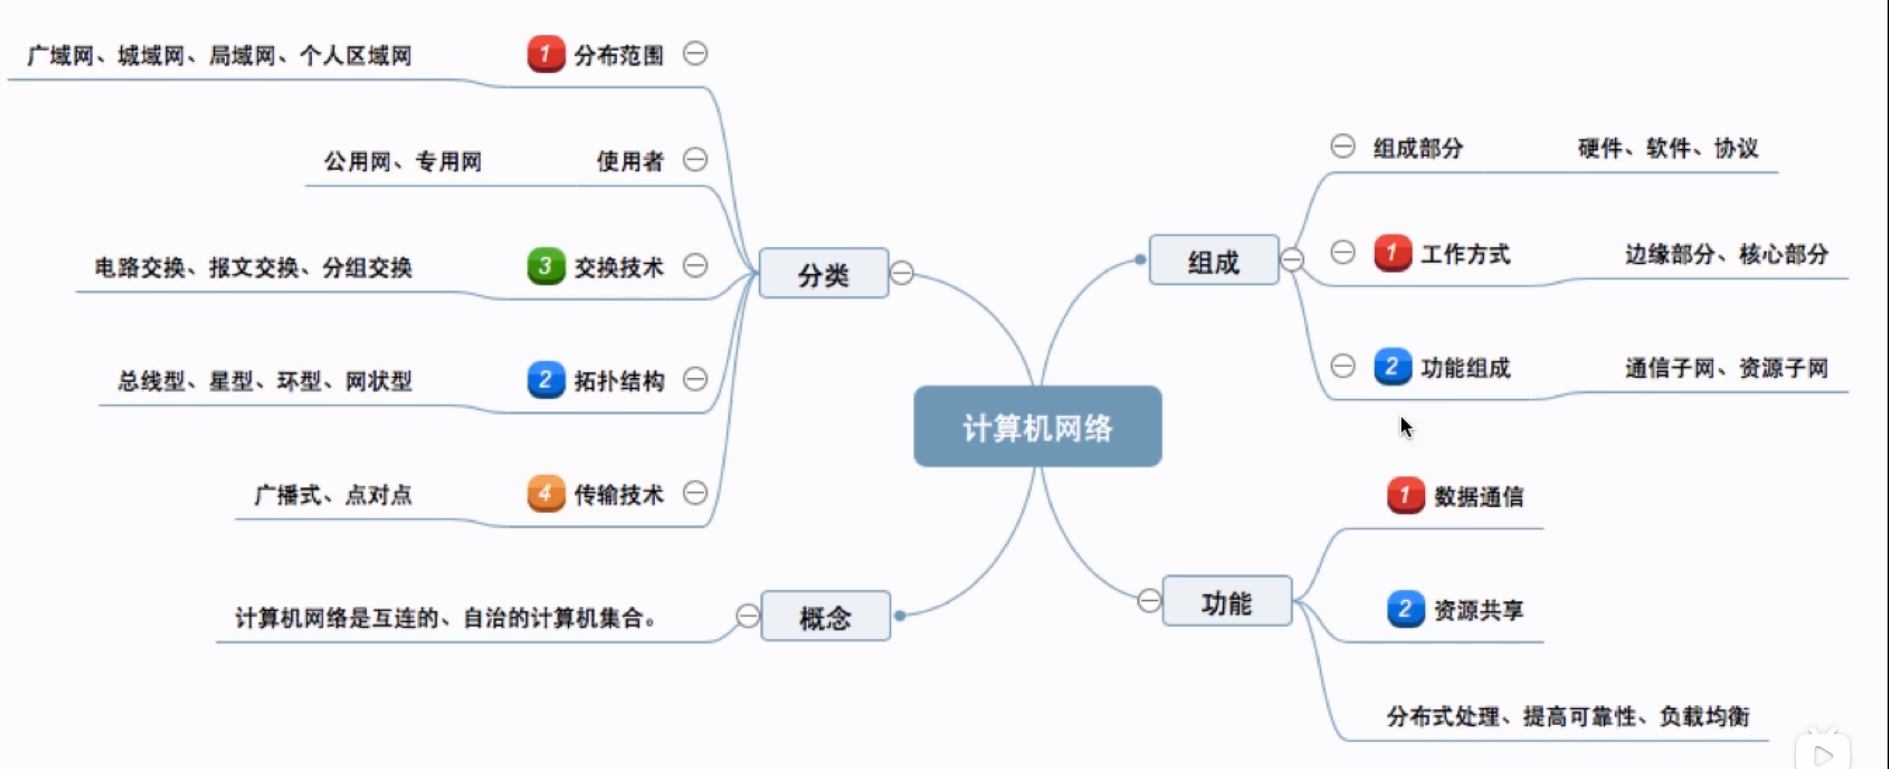 计算机网络
分类
1 分布范围
广域网、城域网、局域网、个人区域网
使用者
公用网、专用网
3 交换技术
电路交换、报文交换、分组交换
2 拓扑结构
总线型、星型、环型、网状型
4 传输技术
广播式、点对点
概念
计算机网络是互连的、自治的计算机集合。
组成
组成部分
硬件、软件、协议
1 工作方式
边缘部分、核心部分
2 功能组成
通信子网、资源子网
功能
1 数据通信
2 资源共享
分布式处理、提高可靠性、负载均衡